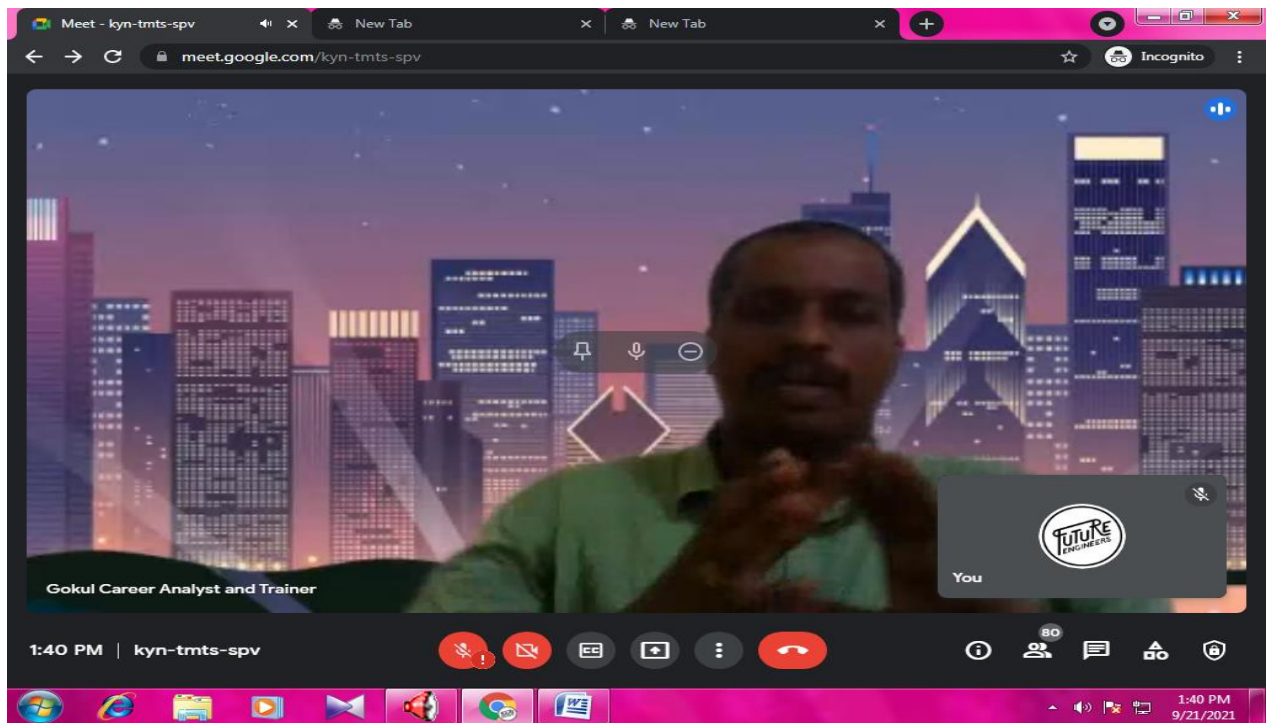 Meet - kyn-tmts-spv
New Tab
New Tab
meet.google.com/kyn-tmts-spv
Incognito
Gokul Career Analyst and Trainer
FUTURE
ENGINEERS
You
1:40 PM | kyn-tmts-spv
CC
80
W
1:40 PM
9/21/2021